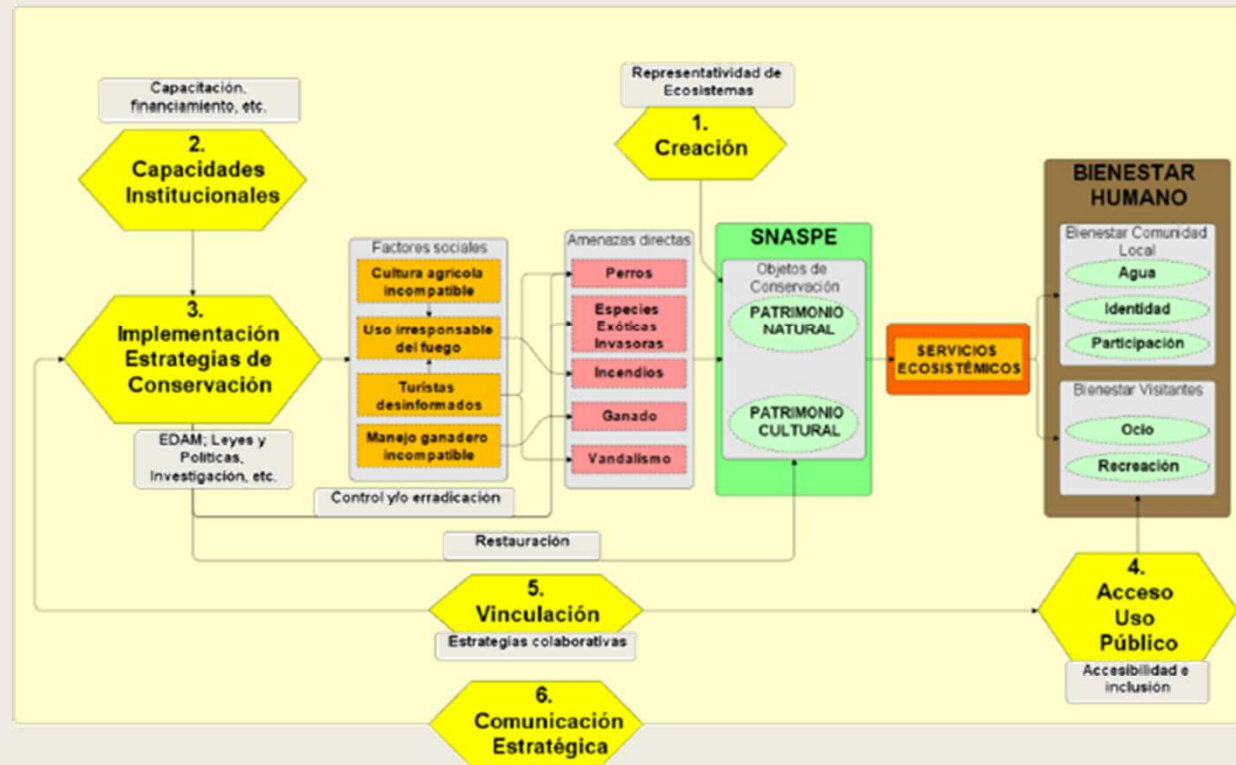 Capacitación,
financiamiento, etc.
2.
Capacidades
Institucionales
Representatividad de
Ecosistemas
1.
Creación
3.
Implementación
Estrategias de
Conservación
EDAM; Leyes y
Políticas,
Investigación, etc.
Factores sociales
Cultura agrícola
incompatible
Uso irresponsable
del fuego
Turistas
desinformados
Manejo ganadero
incompatible
Amenazas directas
Perros
Especies
Exóticas
Invasoras
Incendios
Ganado
Vandalismo
Control y/o erradicación
Restauración
SNASPE
Objetos de
Conservación
PATRIMONIO
NATURAL
PATRIMONIO
CULTURAL
SERVICIOS
ECOSISTÉMICOS
BIENESTAR
HUMANO
Bienestar Comunidad
Local
Agua
Identidad
Participación
Bienestar Visitantes
Ocio
Recreación
4.
Acceso
Uso
Público
Accesibilidad e
inclusión
5.
Vinculación
Estrategias colaborativas
6.
Comunicación
Estratégica